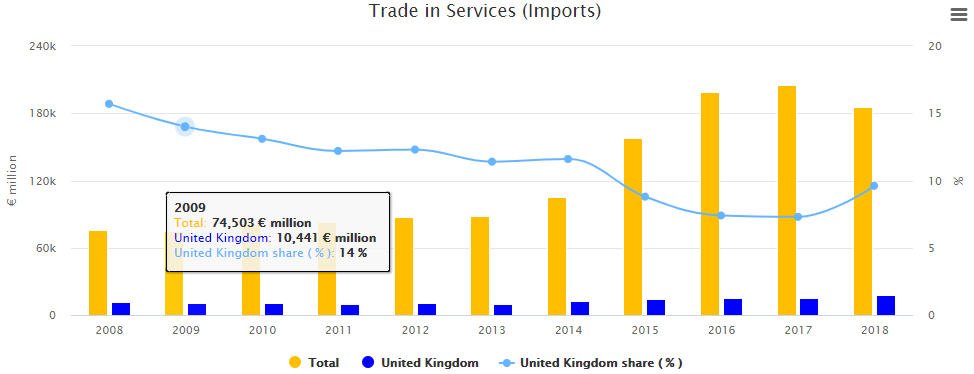 Trade in Services (Imports)
240k
20
180k
15
120k
10
60k
5
0
0
€ million
%
2009
Total: 74,503 € million
United Kingdom: 10,441 € million
United Kingdom share (%): 14 %
2008 2009 2010 2011 2012 2013 2014 2015 2016 2017 2018
Total United Kingdom United Kingdom share (%)